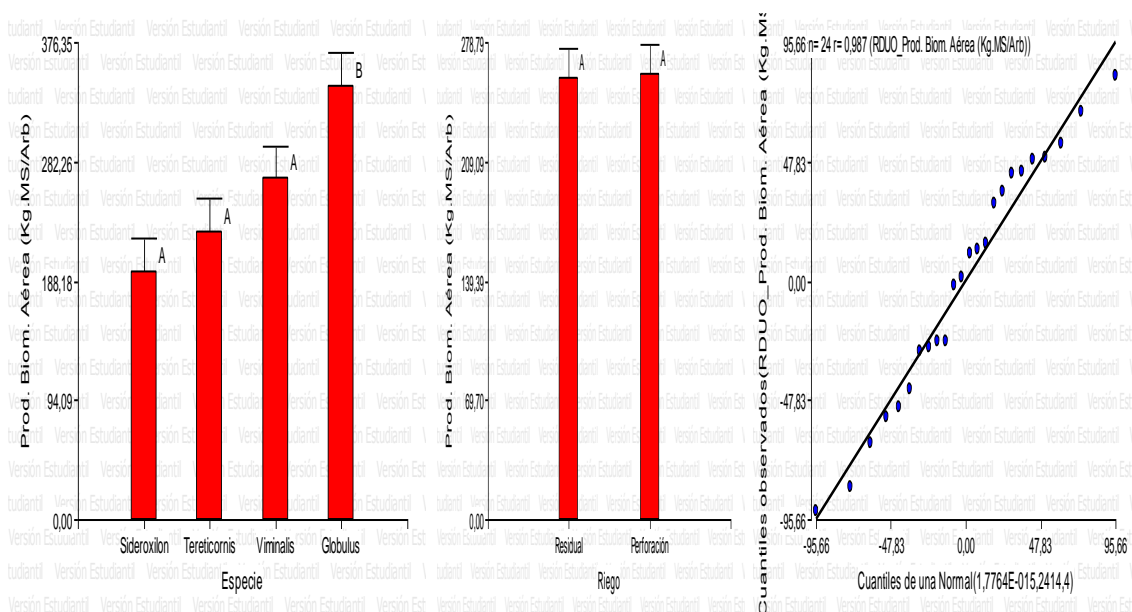 Prod. Biom. Aérea (Kg.MS/Arb)
376,35
282,26
188,18
94,09
0,00
A
A
A
B
Sideroxilon
Tereticornis
Viminalis
Globulus
Especie
Prod. Biom. Aérea (Kg.MS/Arb)
278,79
209,09
139,39
69,70
0,00
A
A
Residual
Perforación
Riego
Cuantiles observados(RDUO_Prod. Biom. Aérea (Kg.MS
n= 24 r= 0,987 (RDUO_Prod. Biom. Aérea (Kg.MS/Arb))
95,66
47,83
0,00
-47,83
-95,66
-95,66
-47,83
0,00
47,83
95,66
Cuantiles de una Normal(1,7764E-015,2414,4)
Versión Estudiantil